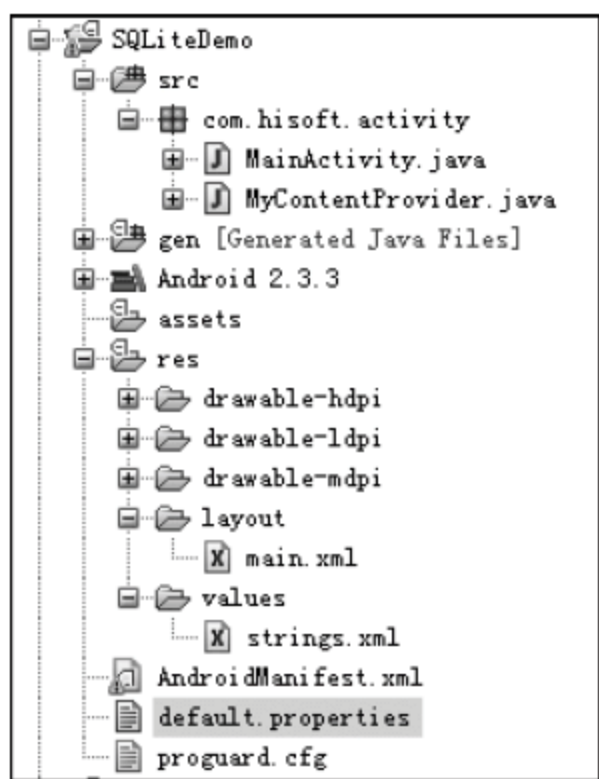 SQLiteDemo
src
com.hisoft.activity
MainActivity.java
MyContentProvider.java
gen [Generated Java Files]
Android 2.3.3
assets
res
drawable-hdpi
drawable-ldpi
drawable-mdpi
layout
main.xml
values
strings.xml
AndroidManifest.xml
default.properties
proguard.cfg